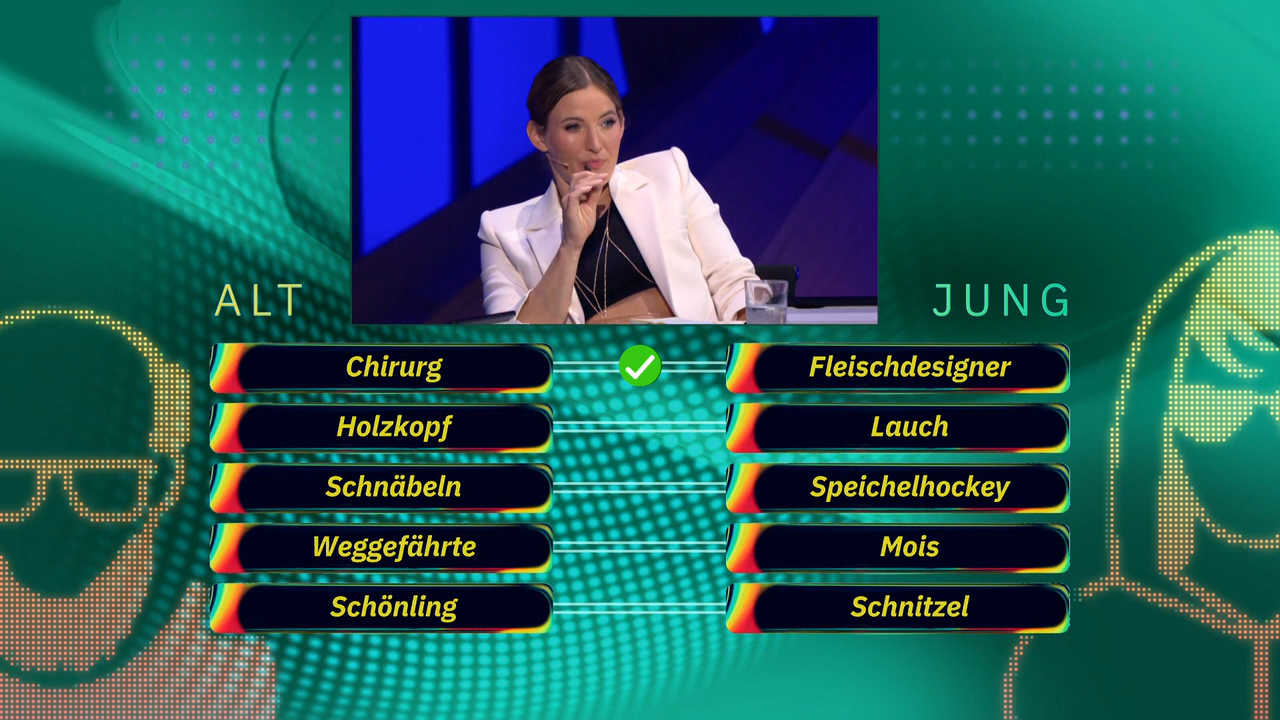 ALT
JUNG
Chirurg
Fleischdesigner
Holzkopf
Lauch
Schnäbeln
Speichelhockey
Weggefährte
Mois
Schönling
Schnitzel